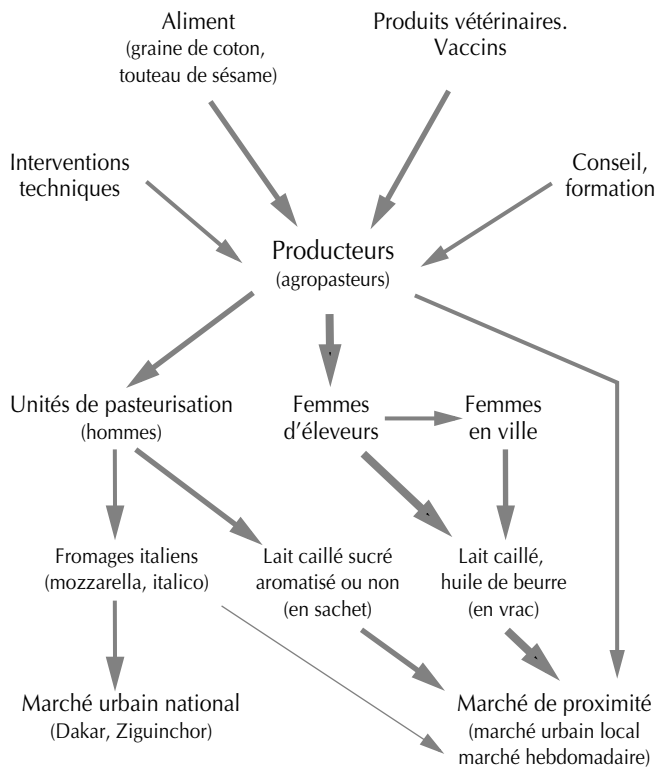 Aliment
(graine de coton,
touteau de sésame)
Produits vétérinaires.
Vaccins
Interventions
techniques
Conseil,
formation
Producteurs
(agropasteurs)
Unités de pasteurisation
(hommes)
Femmes
d'éleveurs
Femmes
en ville
Fromages italiens
(mozzarella, italico)
Lait caillé sucré
aromatisé ou non
(en sachet)
Lait caillé,
huile de beurre
(en vrac)
Marché urbain national
(Dakar, Ziguinchor)
Marché de proximité
(marché urbain local
marché hebdomadaire)